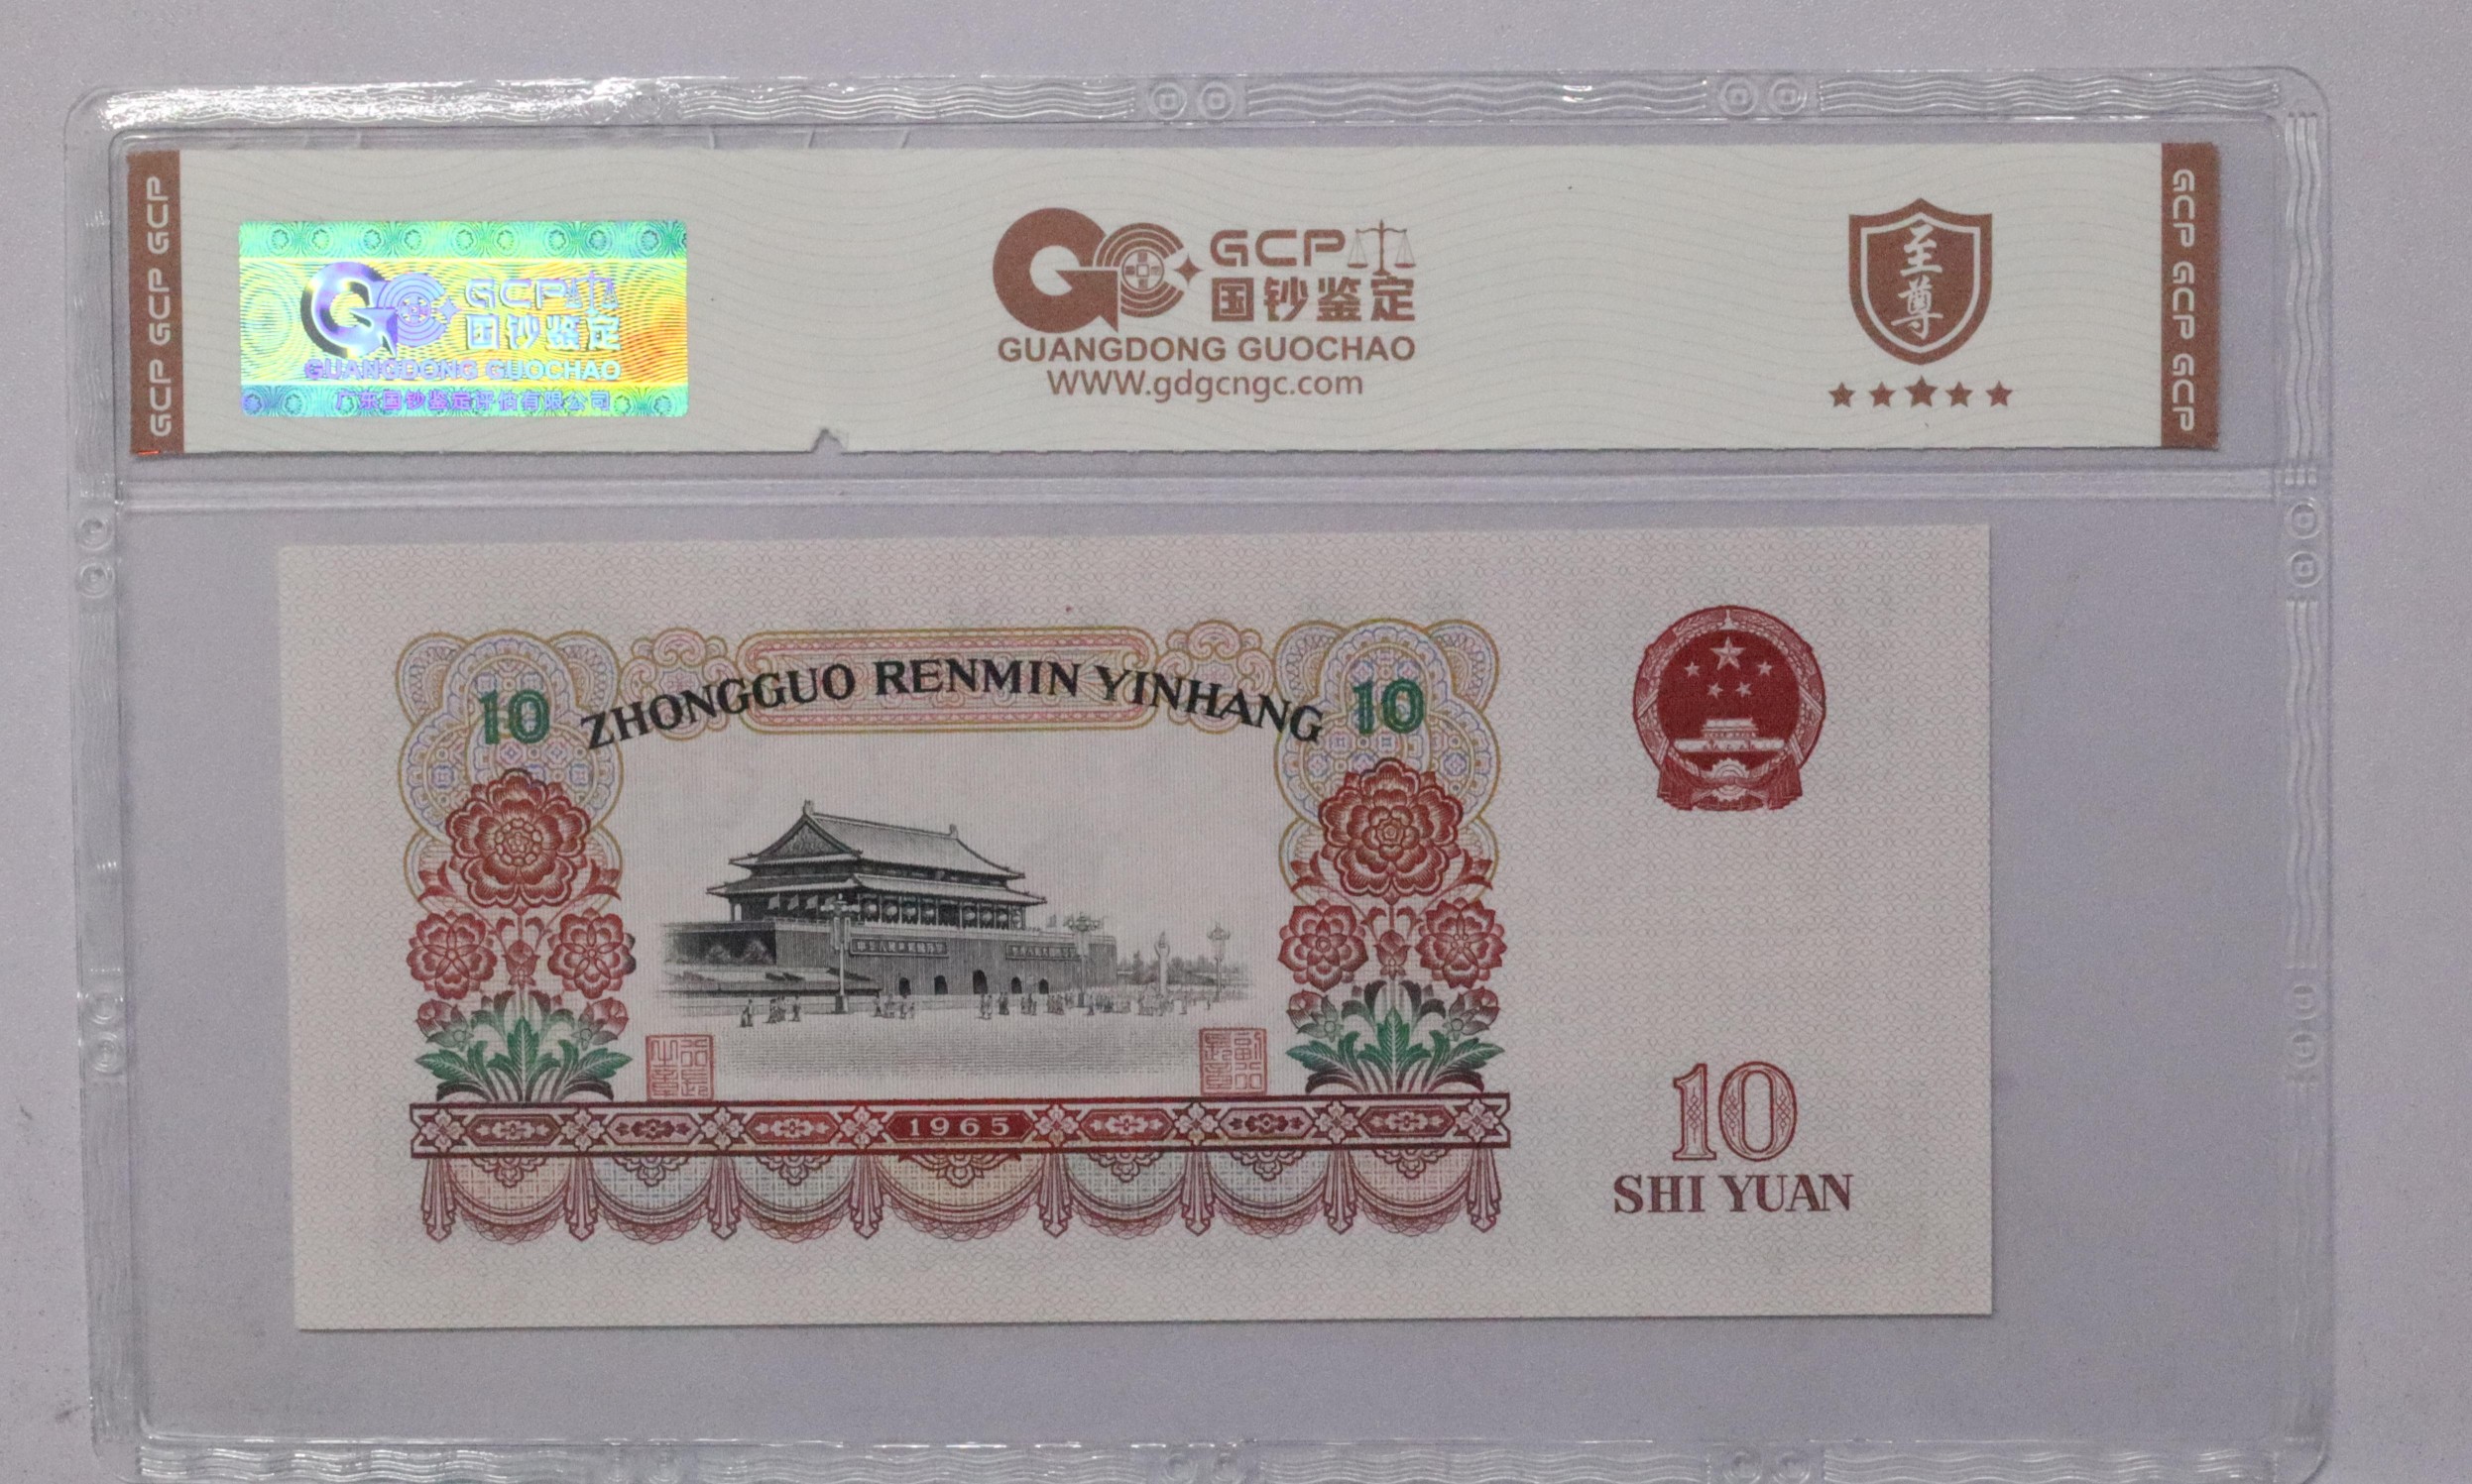 GCP GCP GCP
GCP
国钞鉴定
GUANGDONG GUOCHAO
广东国钞鉴定评估有限公司
GCP
国钞鉴定
GUANGDONG GUOCHAO
WWW.gdgcngc.com
至尊
GCP GCP GCP
10
ZHONGGUO RENMIN YINHANG
10
1965
10
SHI YUAN